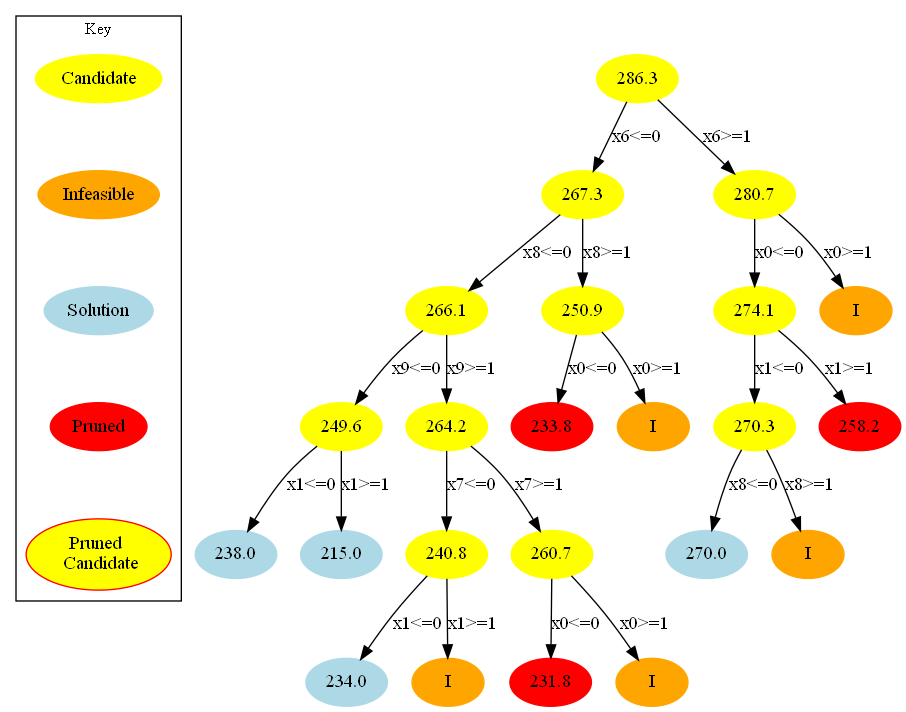 Key
Candidate
286.3
x6<=0
x6>=1
Infeasible
267.3
280.7
x8<=0
x8>=1
x0<=0
x0>=1
Solution
266.1
250.9
274.1
I
x9<=0
x9>=1
x0<=0
x0>=1
x1<=0
x1>=1
Pruned
249.6
264.2
233.8
I
270.3
258.2
x1<=0
x1>=1
x7<=0
x7>=1
x8<=0
x8>=1
Pruned
Candidate
238.0
215.0
240.8
260.7
270.0
I
x1<=0
x1>=1
x0<=0
x0>=1
234.0
I
231.8
I